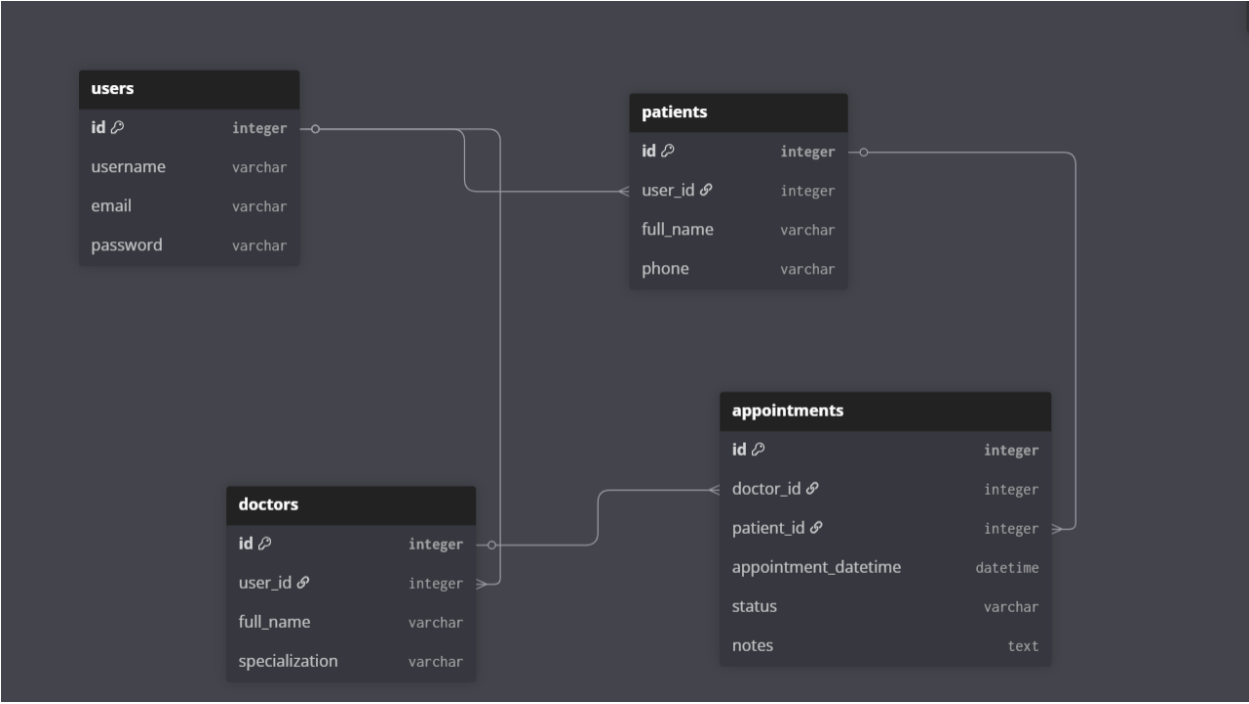 users
id integer
username varchar
email varchar
password varchar
patients
id integer
user_id integer
full_name varchar
phone varchar
appointments
id integer
doctor_id integer
patient_id integer
appointment_datetime datetime
status varchar
notes text
doctors
id integer
user_id integer
full_name varchar
specialization varchar